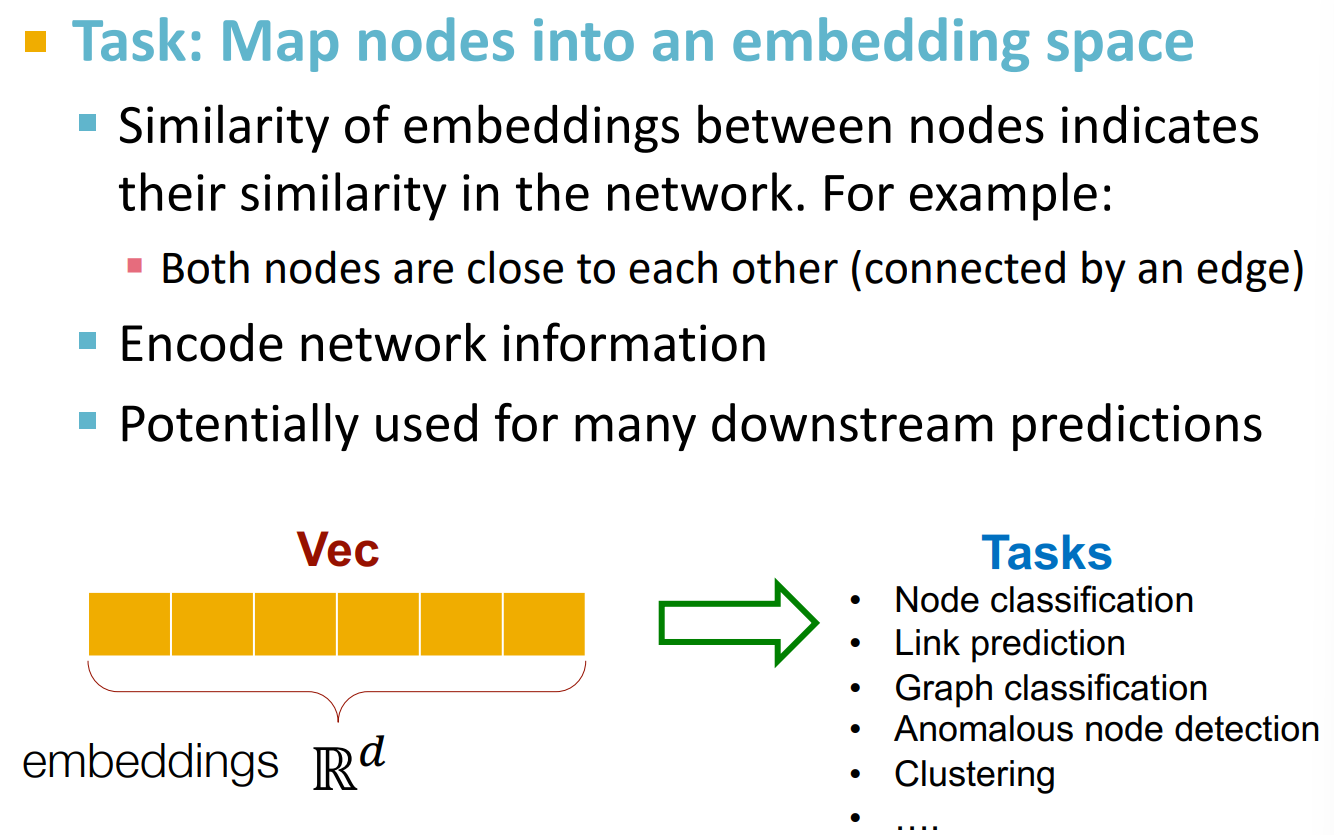 Task: Map nodes into an embedding space
Similarity of embeddings between nodes indicates
their similarity in the network. For example:
Both nodes are close to each other (connected by an edge)
Encode network information
Potentially used for many downstream predictions
Vec
embeddings ℝᵈ
Tasks
• Node classification
• Link prediction
• Graph classification
• Anomalous node detection
• Clustering
• ....